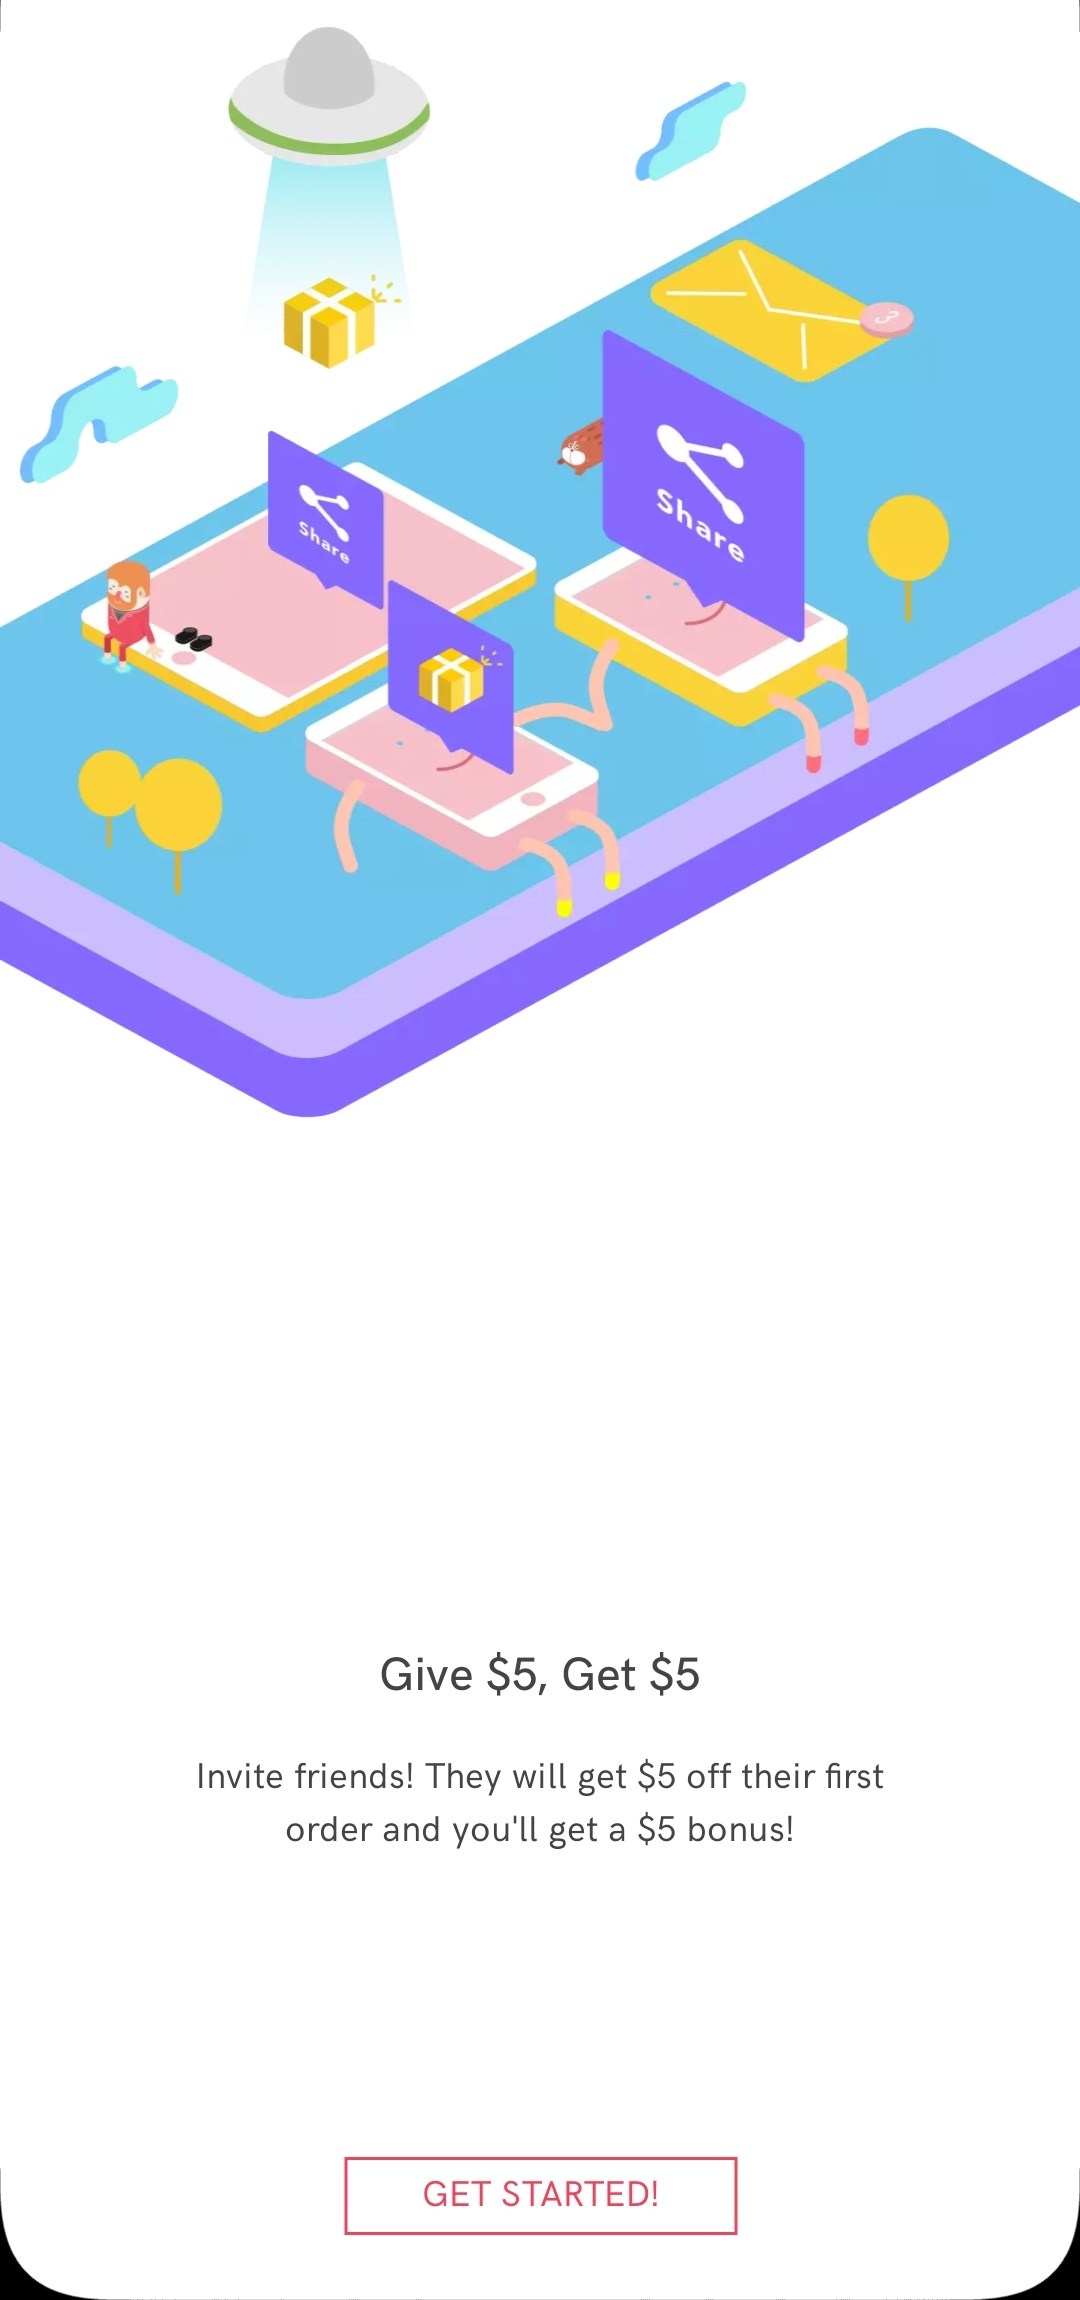 3
Share
Share
Give $5, Get $5
Invite friends! They will get $5 off their first
order and you'll get a $5 bonus!
GET STARTED!